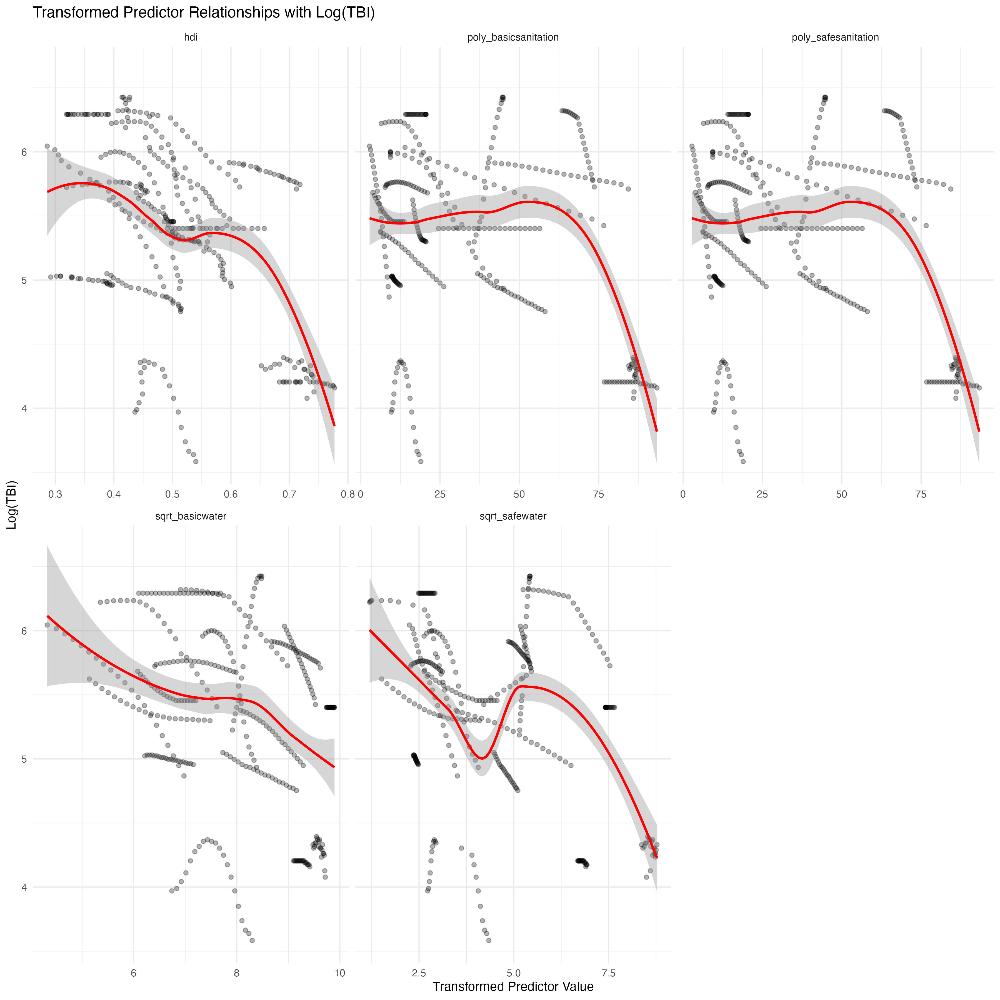 Transformed Predictor Relationships with Log(TBI)
hdi
poly_basicsanitation
poly_safesanitation
6
5
4
0.3 0.4 0.5 0.6 0.7 0.8
0 25 50 75
0 25 50 75
Log(TBI)
sqrt_basicwater
sqrt_safewater
6
5
4
6 8 10
2.5 5.0 7.5
Transformed Predictor Value